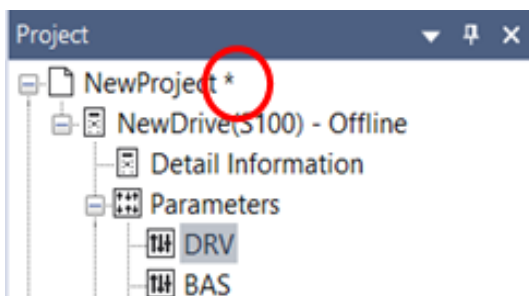 Project
NewProject *
NewDrive(S100) - Offline
Detail Information
Parameters
DRV
BAS